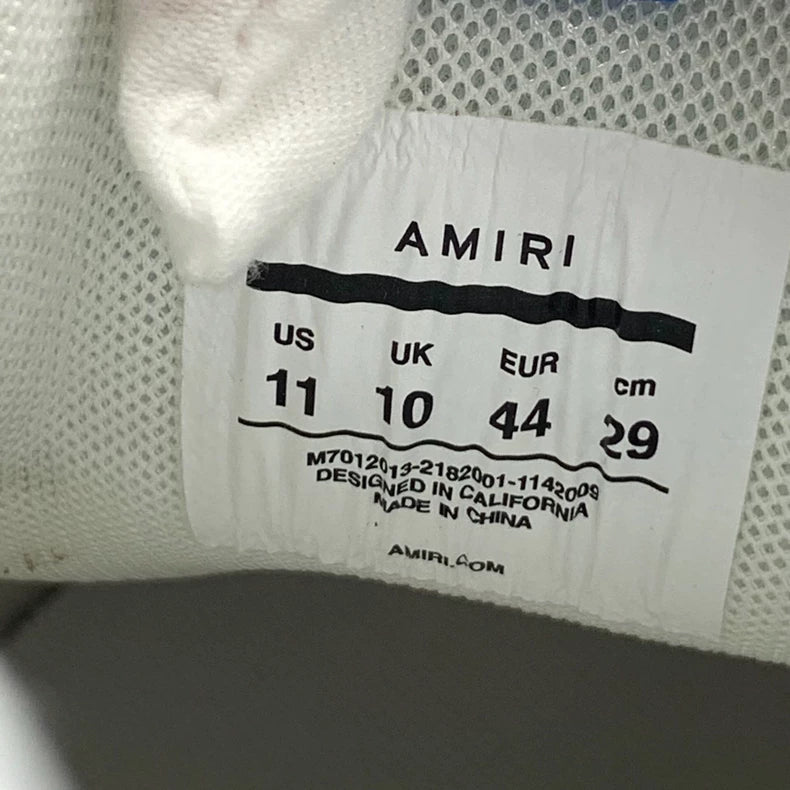 AMIRI
US UK EUR cm
11 10 44 29
M7012013-2182001-1142009
DESIGNED IN CALIFORNIA
MADE IN CHINA
AMIRI.COM